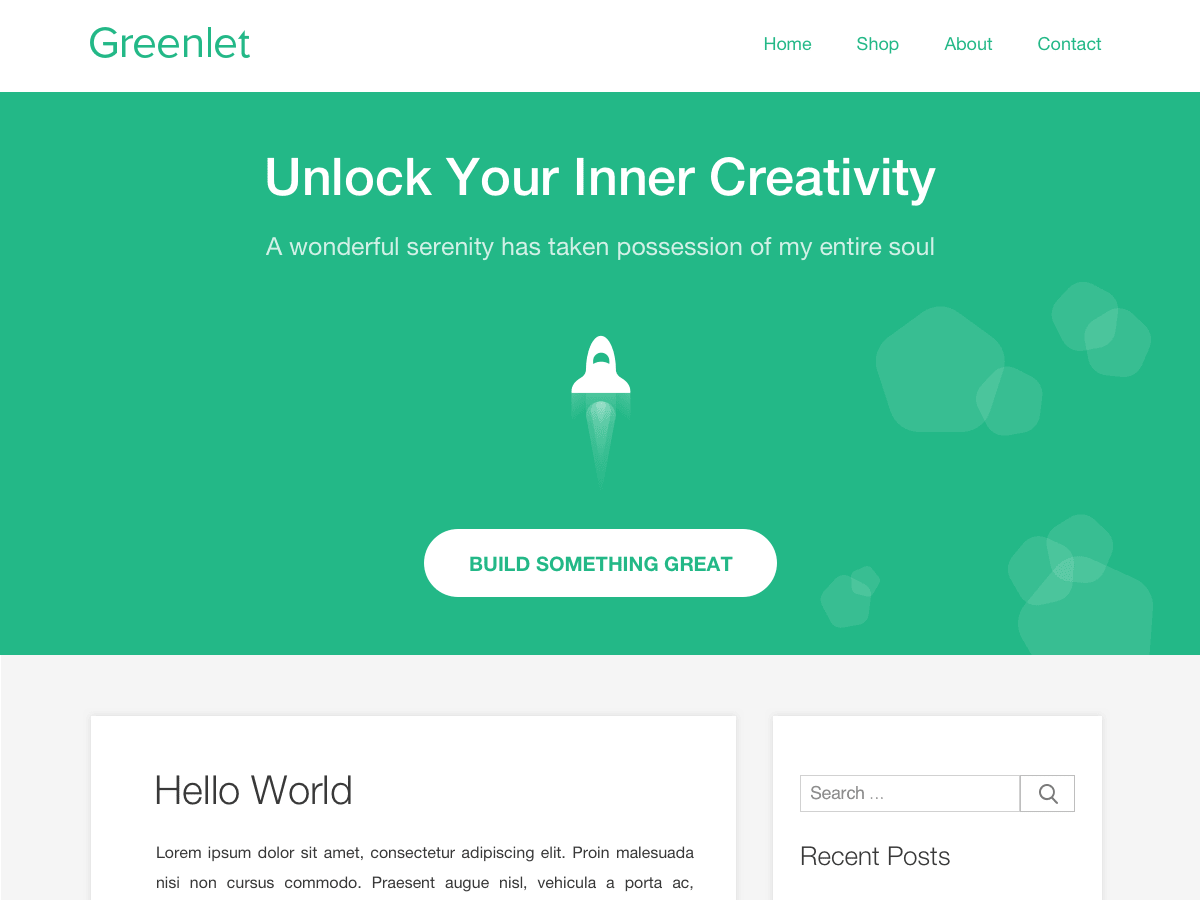 Greenlet
Home Shop About Contact
Unlock Your Inner Creativity
A wonderful serenity has taken possession of my entire soul
BUILD SOMETHING GREAT
Hello World
Lorem ipsum dolor sit amet, consectetur adipiscing elit. Proin malesuada
nisi non cursus commodo. Praesent augue nisl, vehicula a porta ac,
Search ...
Recent Posts